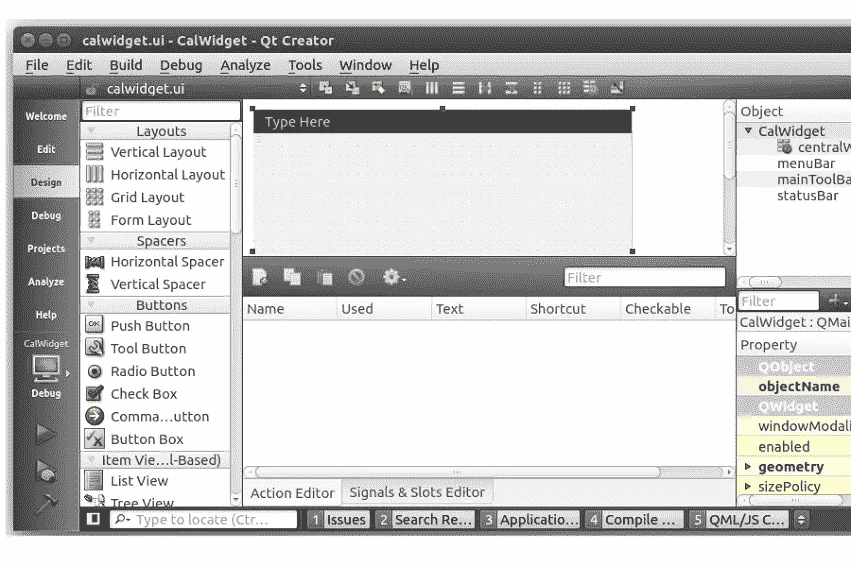 calwidget.ui - CalWidget - Qt Creator
File Edit Build Debug Analyze Tools Window Help
calwidget.ui
Welcome
Edit
Design
Debug
Projects
Analyze
Help
CalWidget
Debug
Filter
Layouts
Vertical Layout
Horizontal Layout
Grid Layout
Form Layout
Spacers
Horizontal Spacer
Vertical Spacer
Buttons
Push Button
Tool Button
Radio Button
Check Box
Comma...utton
Button Box
Item Vie...l-Based)
List View
Tree View
Type Here
Filter
Name Used Text Shortcut Checkable To
Action Editor Signals & Slots Editor
Object
CalWidget
centralW
menuBar
mainToolBa
statusBar
Filter
CalWidget : QMai
Property
QObject
objectName
QWidget
windowModali
enabled
geometry
sizePolicy
Type to locate (Ctr... 1 Issues 2 Search Re... 3 Applicatio... 4 Compile ... 5 QML/JS C...